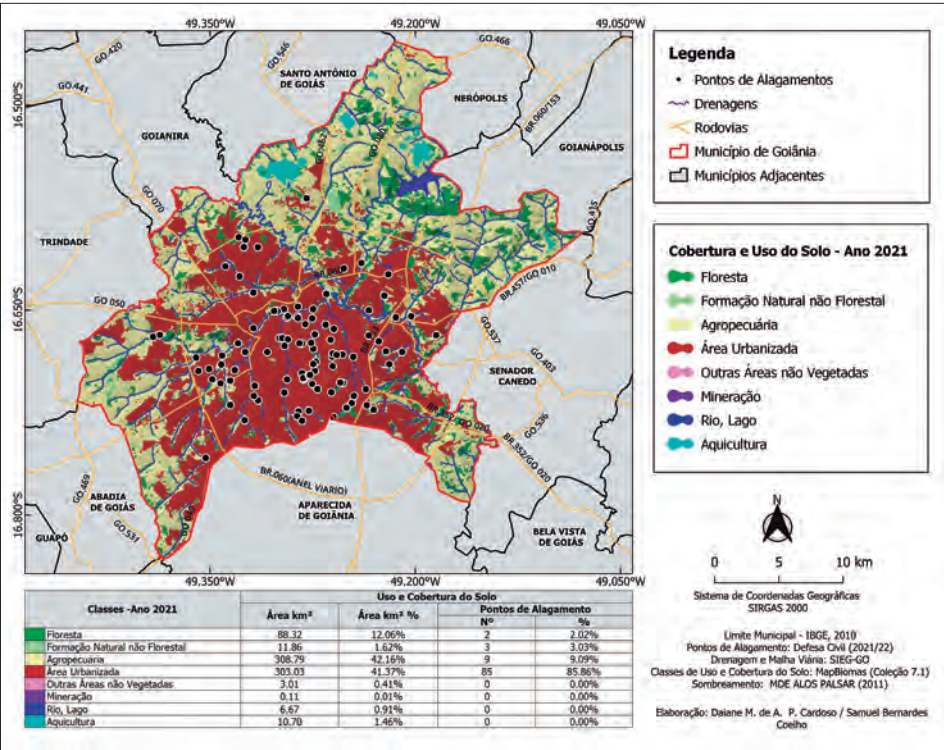 49.350°W
49.200°W
49.050°W
16.500°S
16.650°S
16.800°S
GO.420
GO.546
GO.466
SANTO ANTÔNIO
DE GOIÁS
NERÓPOLIS
GO.441
BR.060/153
GOIANIRA
GO.462
GOIANÁPOLIS
GO 070
GO.415
TRINDADE
BR.457/GO 010
GO 050
GO.537
GO.403
SENADOR
CANEDO
BR.352/GO 020
GO.536
BR.352/GO 020
GO.469
BR.060(ANEL VIARIO)
ABADIA
DE GOIÁS
APARECIDA
DE GOIÂNIA
GO.531
GUAPÓ
BELA VISTA
DE GOIÁS
49.350°W
49.200°W
49.050°W
Legenda
Pontos de Alagamentos
Drenagens
Rodovias
Município de Goiânia
Municípios Adjacentes
Cobertura e Uso do Solo - Ano 2021
Floresta
Formação Natural não Florestal
Agropecuária
Área Urbanizada
Outras Áreas não Vegetadas
Mineração
Rio, Lago
Aquicultura
N
0 5 10 km
Sistema de Coordenadas Geográficas
SIRGAS 2000
Limite Municipal - IBGE, 2010
Pontos de Alagamento: Defesa Civil (2021/22)
Drenagem e Malha Viária: SIEG-GO
Classes de Uso e Cobertura do Solo: MapBiomas (Coleção 7.1)
Sombreamento: MDE ALOS PALSAR (2011)
Elaboração: Daiane M. de A. P. Cardoso / Samuel Bernardes
Coelho
Classes -Ano 2021
Uso e Cobertura do Solo
Área km² Área km² % Pontos de Alagamento
Nº %
Floresta 88.32 12.06% 2 2.02%
Formação Natural não Florestal 11.86 1.62% 3 3.03%
Agropecuária 308.79 42.16% 9 9.09%
Área Urbanizada 303.03 41.37% 85 85.86%
Outras Áreas não Vegetadas 3.01 0.41% 0 0.00%
Mineração 0.11 0.01% 0 0.00%
Rio, Lago 6.67 0.91% 0 0.00%
Aquicultura 10.70 1.46% 0 0.00%